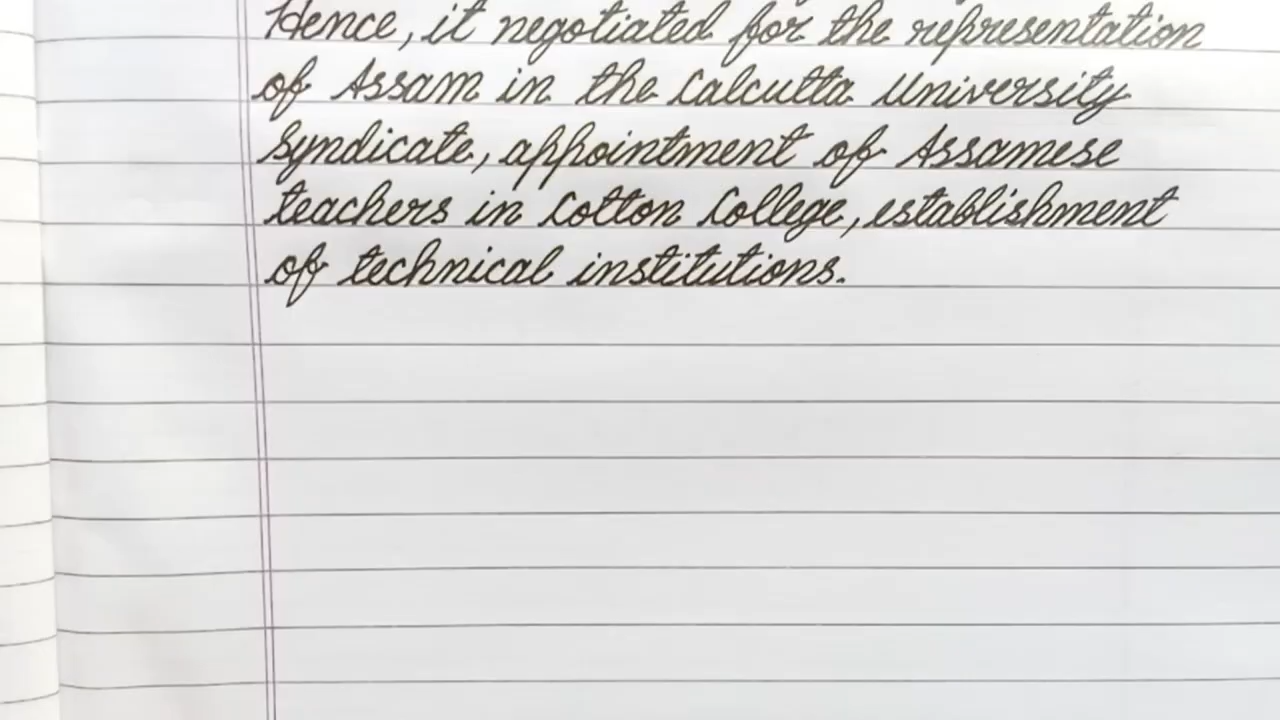 Hence, it negotiated for the representation
of Assam in the Calcutta University
Syndicate, appointment of Assamese
teachers in Cotton College, establishment
of technical institutions.